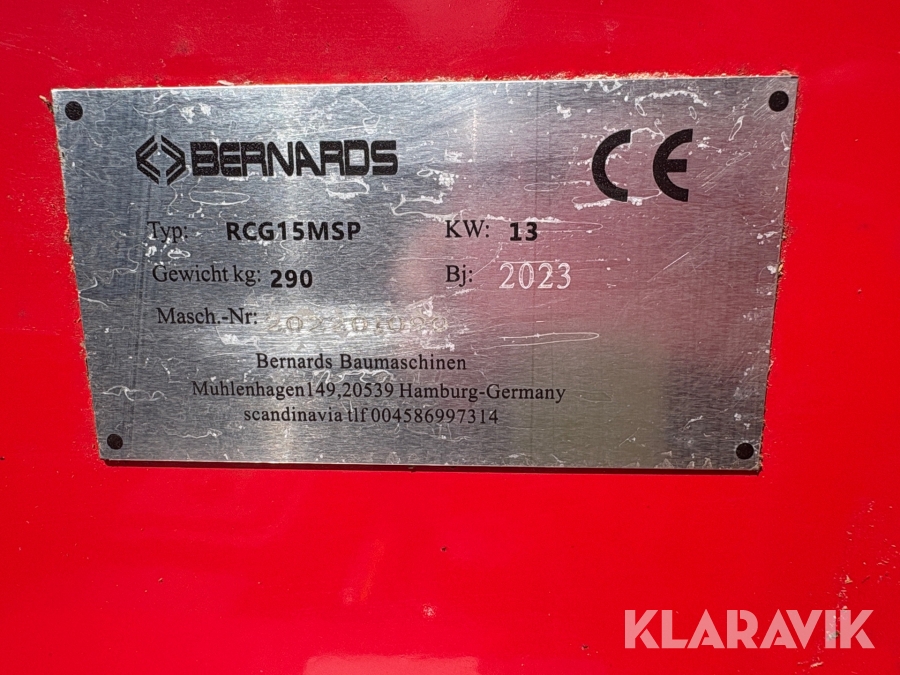 BERNARDS CE
Typ: RCG15MSP KW: 13
Gewicht kg: 290 Bj: 2023
Masch.-Nr:
Bernards Baumaschinen
Muhlenhagen149,20539 Hamburg-Germany
scandinavia tlf 004586997314
KLARAVIK